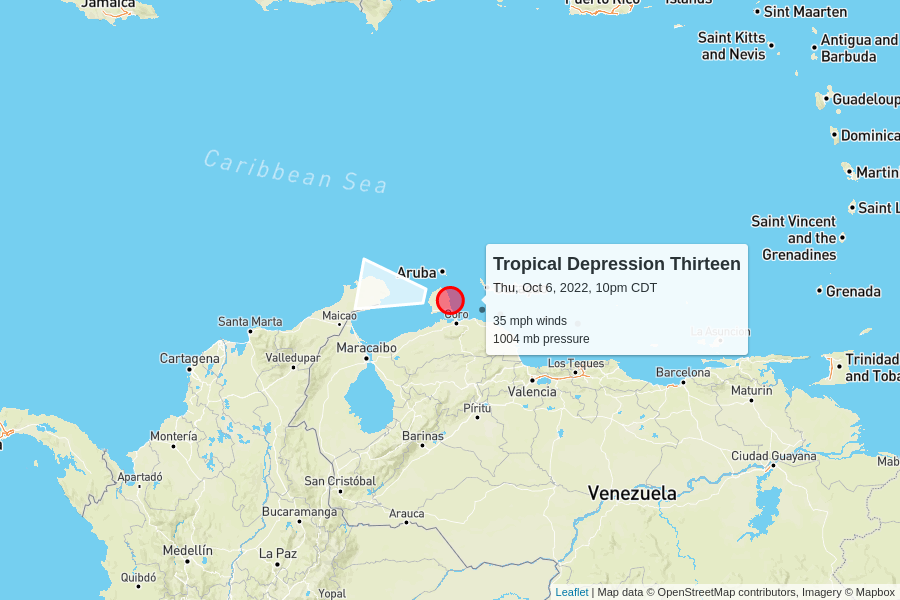 Jamaica
Puerto Rico
Islands
Sint Maarten
Saint Kitts
and Nevis
Antigua and
Barbuda
Guadeloup
Dominica
Martin
Saint L
Saint Vincent
and the
Grenadines
Grenada
Caribbean Sea
Aruba
Tropical Depression Thirteen
Thu, Oct 6, 2022, 10pm CDT
35 mph winds
1004 mb pressure
La Asunción
Coro
Maicao
Santa Marta
Maracaibo
Cartagena
Valledupar
Los Teques
Barcelona
Trinidad
and Toba
Valencia
Maturin
Píritu
Montería
Barinas
Ciudad Guayana
Mab
Apartadó
San Cristóbal
Venezuela
Bucaramanga
Arauca
Medellín
La Paz
Quibdó
Yopal
Leaflet | Map data © OpenStreetMap contributors, Imagery © Mapbox